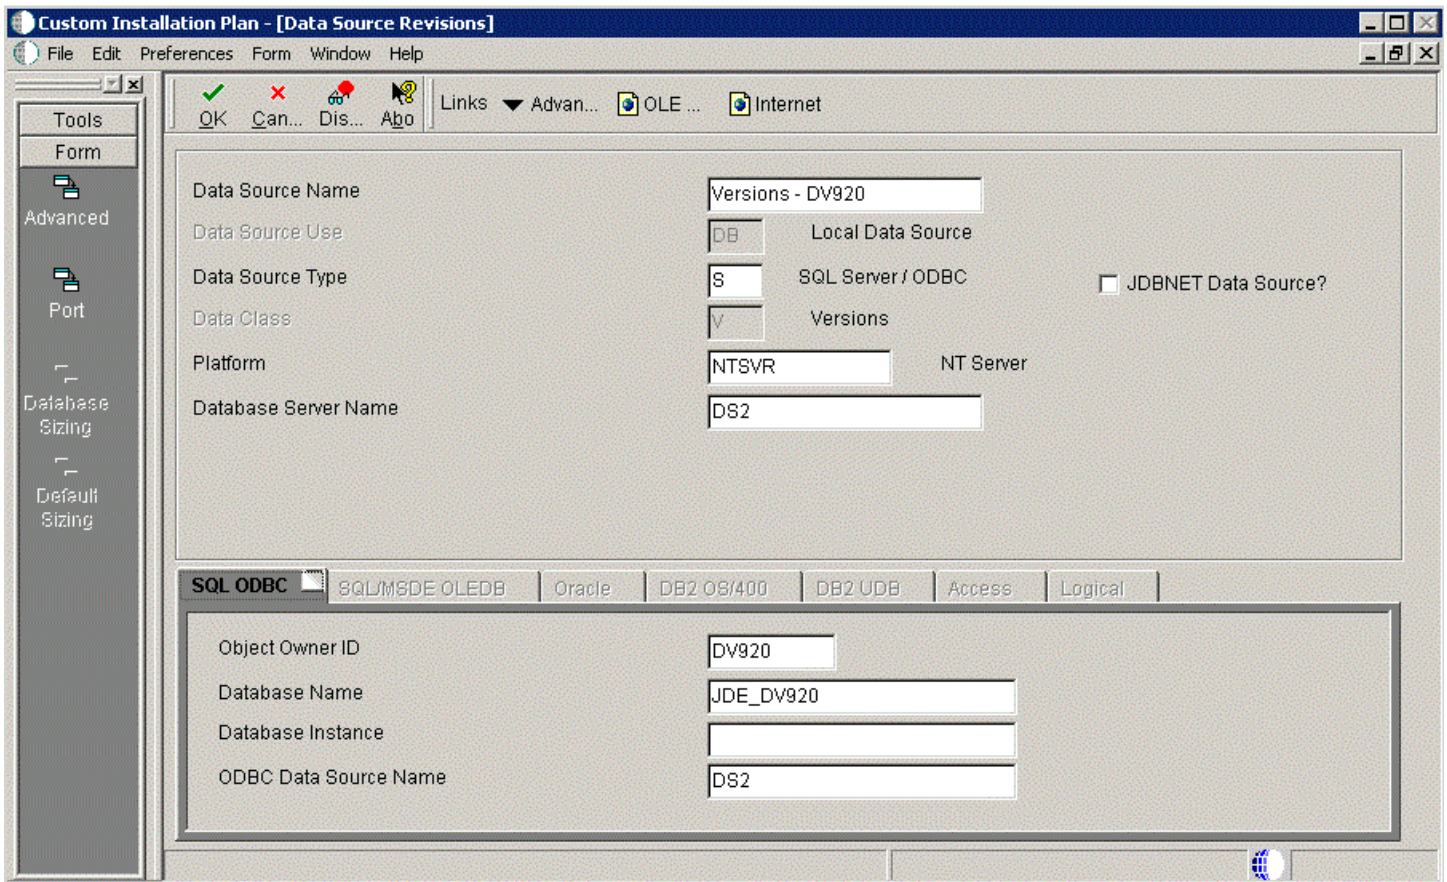 Custom Installation Plan - [Data Source Revisions]
File Edit Preferences Form Window Help
Tools
Form
Advanced
Port
Database
Sizing
Default
Sizing
OK Can... Dis... Abo Links Advan... OLE ... Internet
Data Source Name Versions - DV920
Data Source Use DB Local Data Source
Data Source Type S SQL Server / ODBC JDBNET Data Source?
Data Class V Versions
Platform NTSVR NT Server
Database Server Name DS2
SQL ODBC SQL/MSDE OLEDB Oracle DB2 OS/400 DB2 UDB Access Logical
Object Owner ID DV920
Database Name JDE_DV920
Database Instance
ODBC Data Source Name DS2